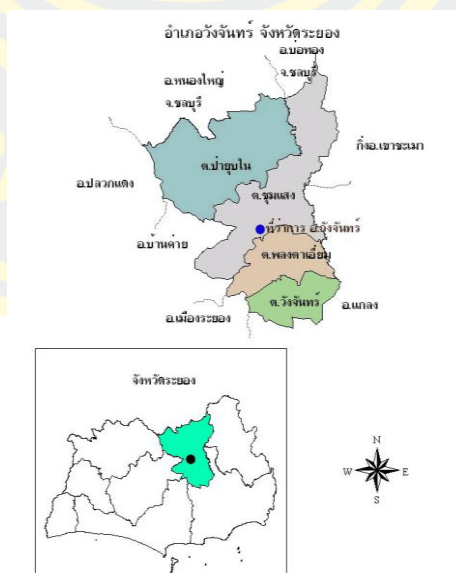 อำเภอวังจันทร์ จังหวัดระยอง
อ.บ่อทอง
จ.ชลบุรี
อ.หนองใหญ่
จ.ชลบุรี
กิ่งอ.เขาชะเมา
ต.ป่ายุบใน
อ.ปลวกแดง
ต.ชุมแสง
ที่ว่าการ อ.วังจันทร์
อ.บ้านค่าย
ต.พลงตาเอี่ยม
ต.วังจันทร์
อ.แกลง
อ.เมืองระยอง
จังหวัดระยอง
N
W E
S